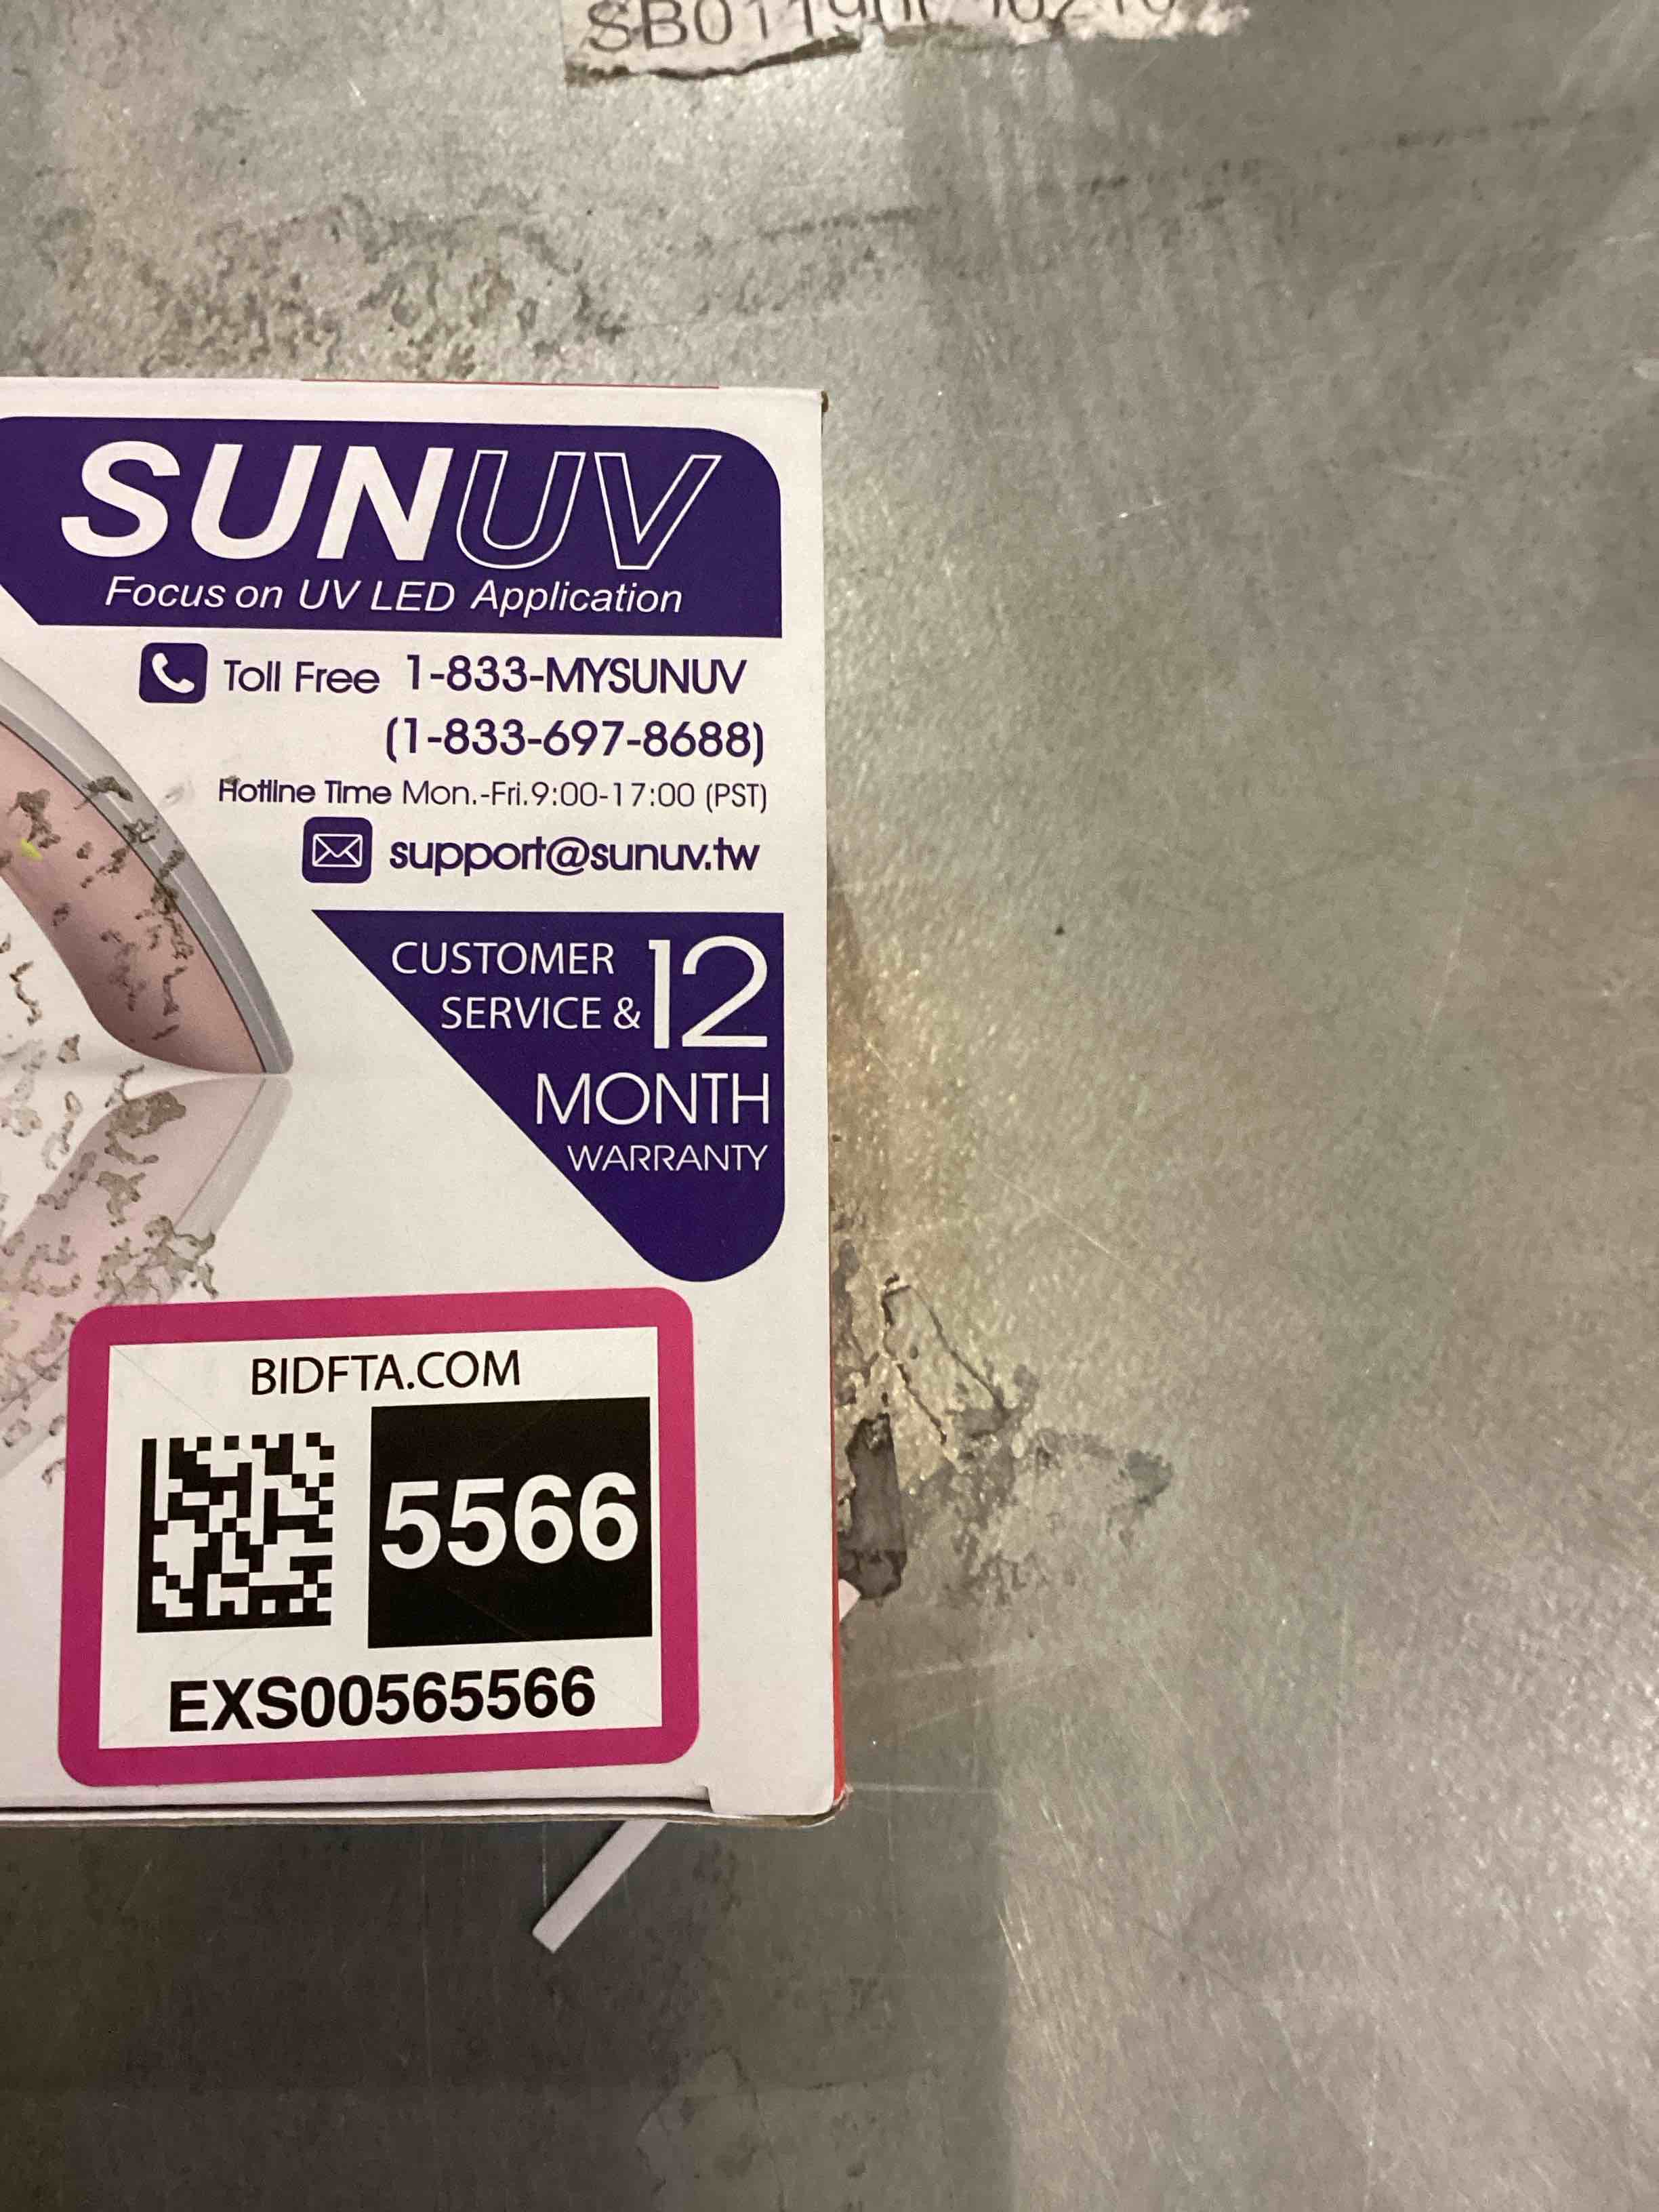 SUNUV
Focus on UV LED Application
Toll Free 1-833-MYSUNUV
(1-833-697-8688)
Hotline Time Mon.-Fri.9:00-17:00 (PST)
support@sunuv.tw
CUSTOMER
SERVICE & 12
MONTH
WARRANTY
BIDFTA.COM
5566
EXS00565566